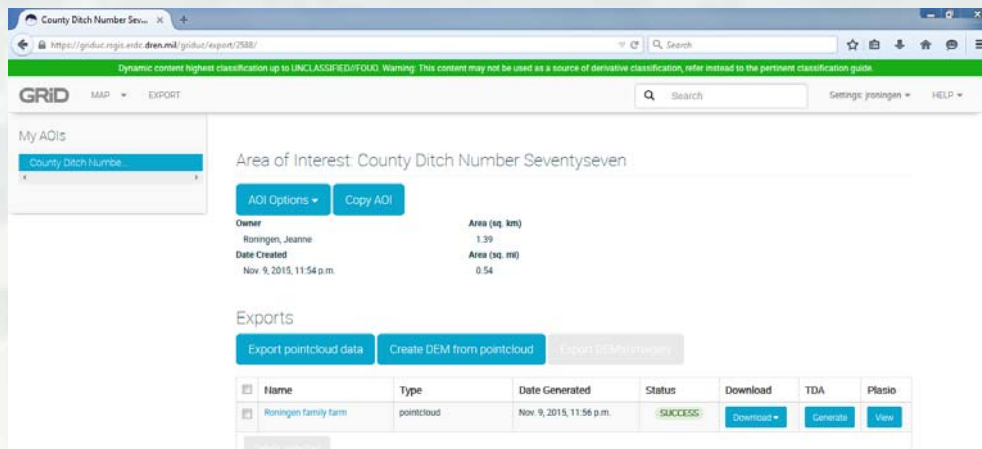 County Ditch Number Sev...
https://griduc.rsgis.erdc.dren.mil/griduc/export/2588/
Search
Dynamic content highest classification up to UNCLASSIFIED//FOUO. Warning: This content may not be used as a source of derivative classification, refer instead to the pertinent classification guide.
GRiD MAP EXPORT Search Settings: jroningen HELP
My AOIs
County Ditch Numbe...
Area of Interest: County Ditch Number Seventyseven
AOI Options Copy AOI
Owner Area (sq. km)
Roningen, Jeanne 1.39
Date Created Area (sq. mi)
Nov. 9, 2015, 11:54 p.m. 0.54
Exports
Export pointcloud data Create DEM from pointcloud
Name Type Date Generated Status Download TDA Plasio
Roningen family farm pointcloud Nov. 9, 2015, 11:56 p.m. SUCCESS Download Generate View